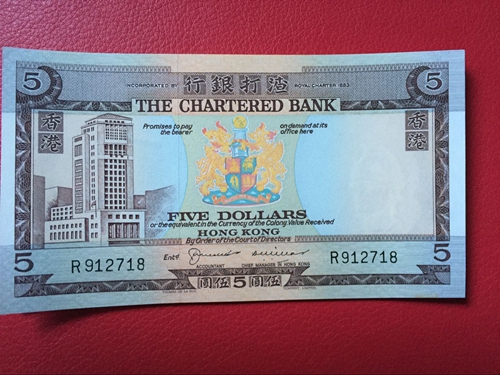 5 INCORPORATED BY 行銀打渣 ROYAL CHARTER 1853 5
THE CHARTERED BANK
香港 香港
Promises to pay the bearer
on demand at its office here
FIVE DOLLARS
or the equivalent in the Currency of the Colony, Value Received
HONG KONG
By Order of the Court of Directors
5 R912718 Entd R912718 5
ACCOUNTANT CHIEF MANAGER IN HONG KONG
圓伍 5 圓伍